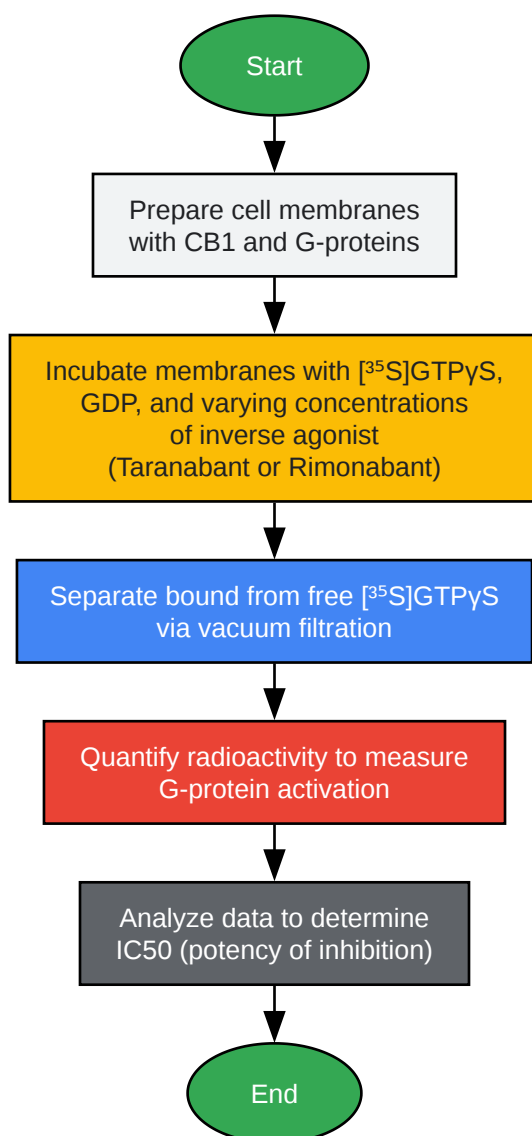 Start
Prepare cell membranes
with CB1 and G-proteins
Incubate membranes with [³⁵S]GTPγS,
GDP, and varying concentrations
of inverse agonist
(Taranabant or Rimonabant)
Separate bound from free [³⁵S]GTPγS
via vacuum filtration
Quantify radioactivity to measure
G-protein activation
Analyze data to determine
IC50 (potency of inhibition)
End